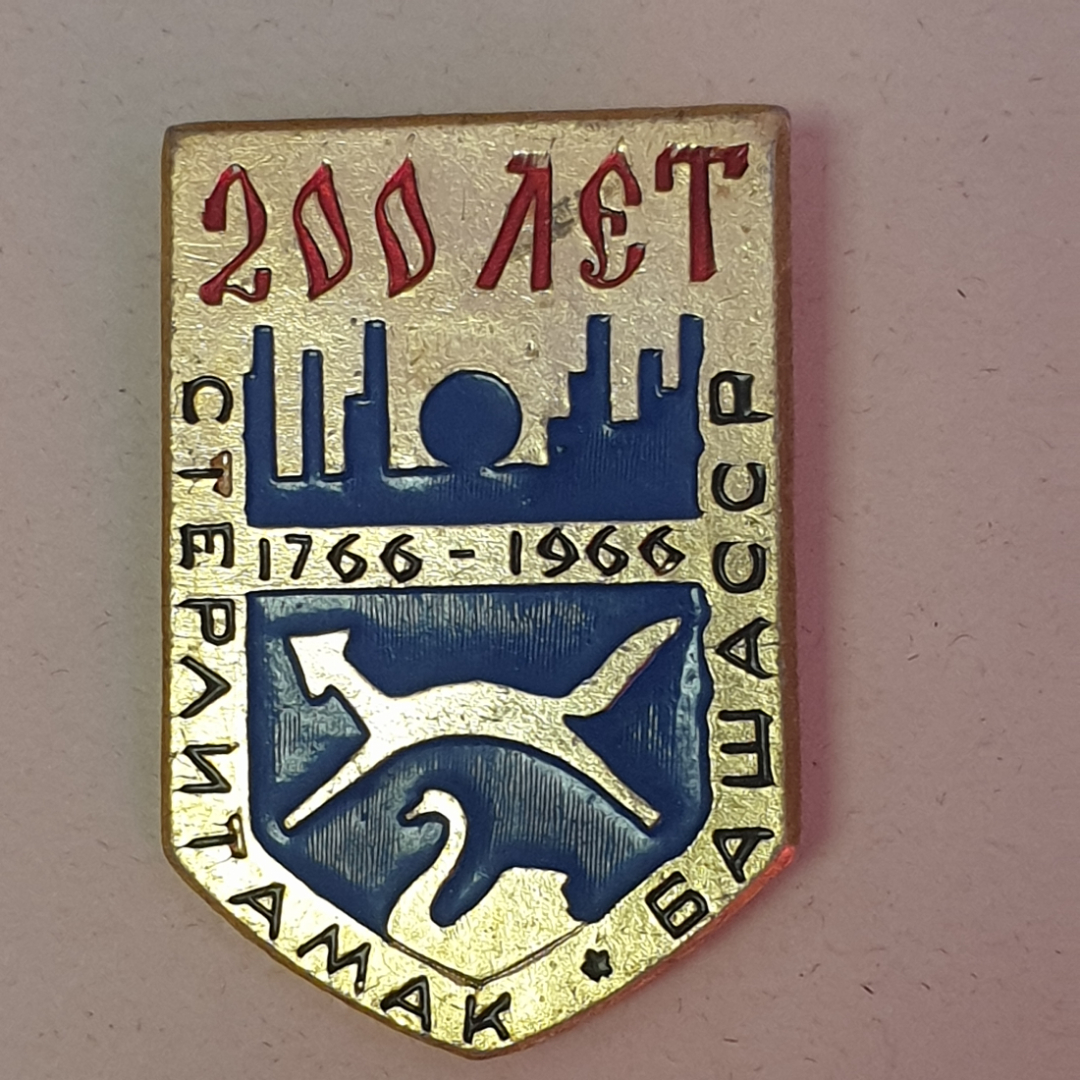 200 ЛЕТ
СТЕРЛИТАМАК * БАШАССР
1766 - 1966